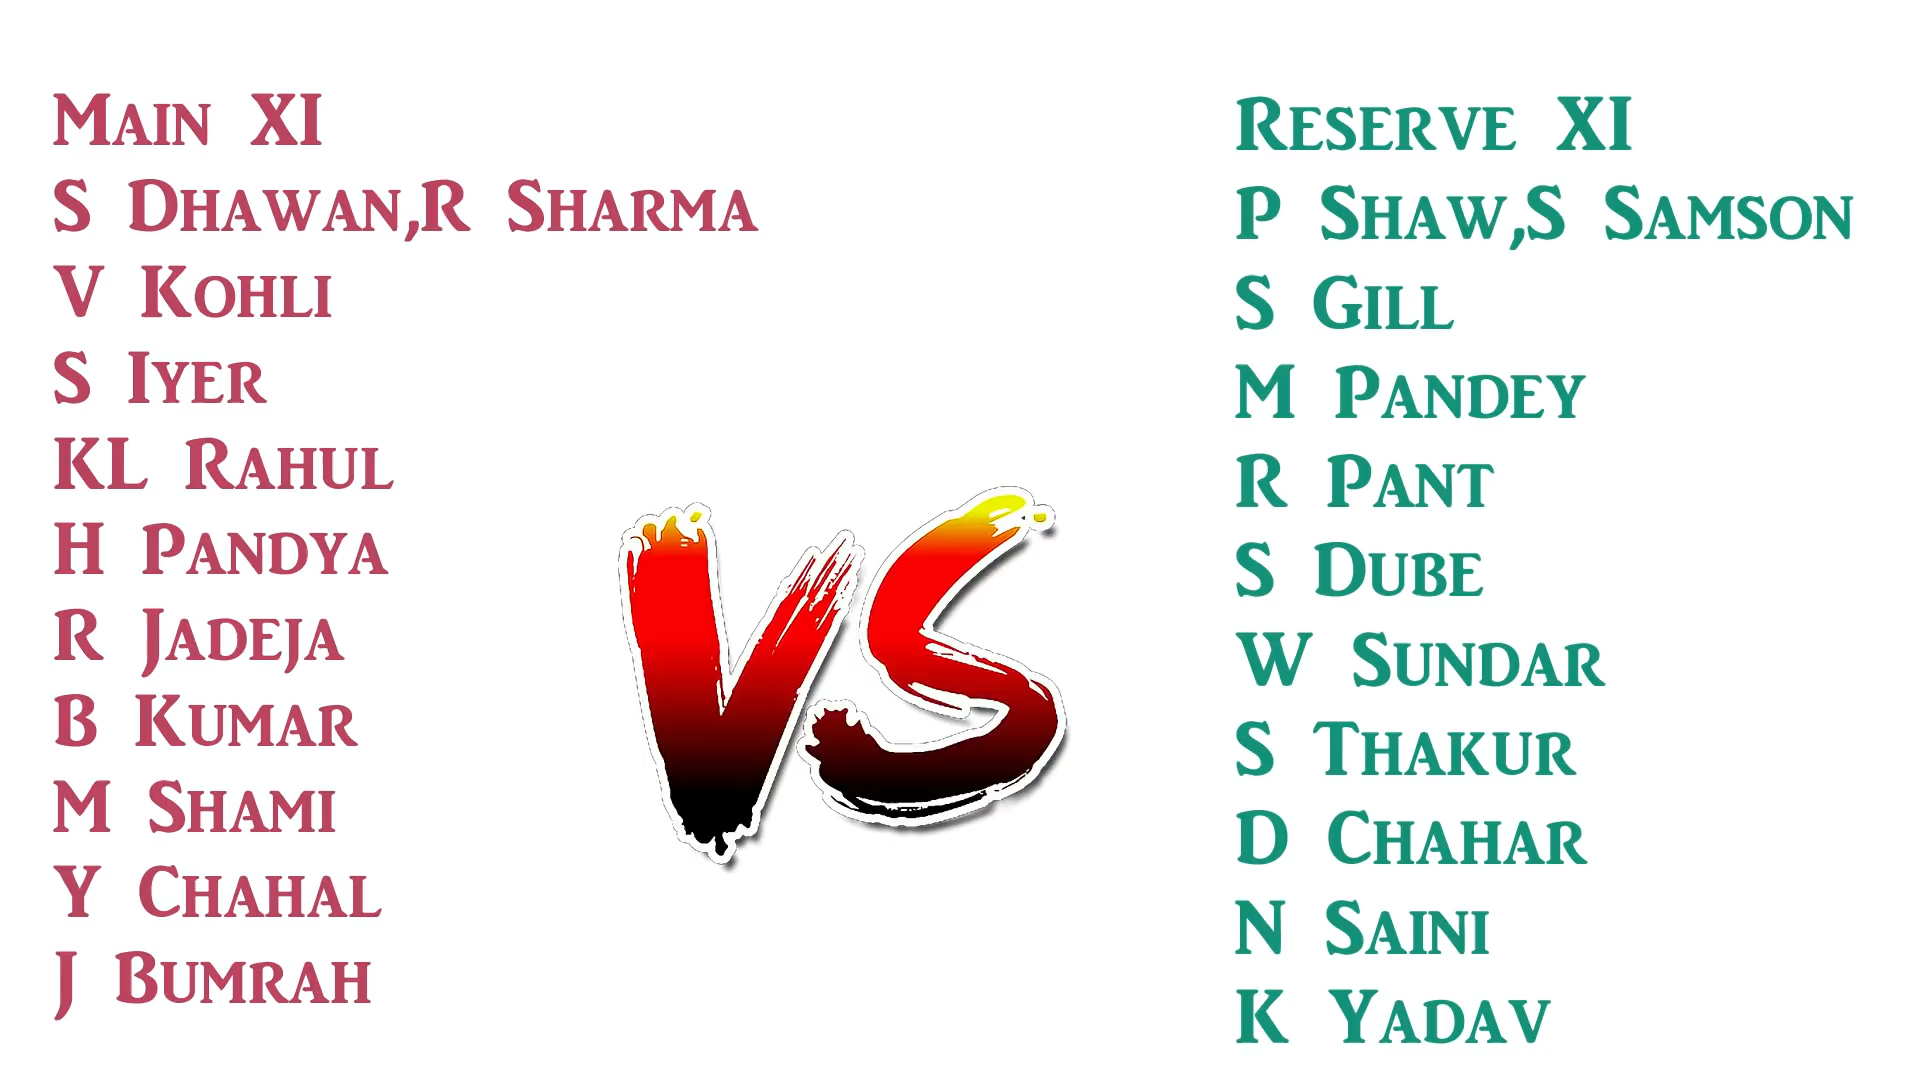 Main XI
S Dhawan,R Sharma
V Kohli
S Iyer
KL Rahul
H Pandya
R Jadeja
B Kumar
M Shami
Y Chahal
J Bumrah
VS
Reserve XI
P Shaw,S Samson
S Gill
M Pandey
R Pant
S Dube
W Sundar
S Thakur
D Chahar
N Saini
K Yadav